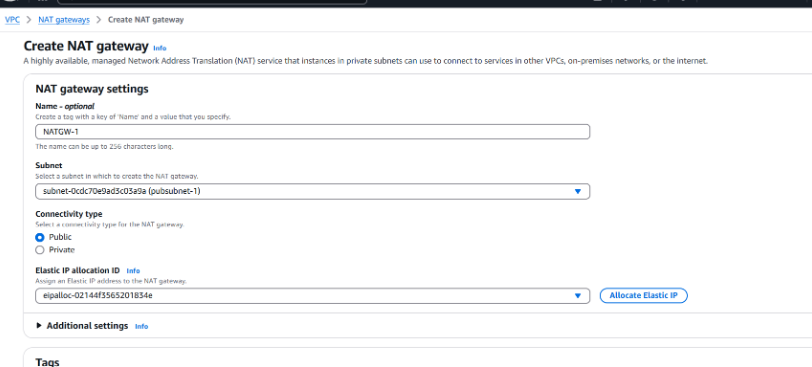 VPC > NAT gateways > Create NAT gateway
Create NAT gateway Info
A highly available, managed Network Address Translation (NAT) service that instances in private subnets can use to connect to services in other VPCs, on-premises networks, or the internet.
NAT gateway settings
Name - optional
Create a tag with a key of 'Name' and a value that you specify.
NATGW-1
The name can be up to 256 characters long.
Subnet
Select a subnet in which to create the NAT gateway.
subnet-0cdc70e9ad3c03a9a (pubsubnet-1)
Connectivity type
Select a connectivity type for the NAT gateway.
Public
Private
Elastic IP allocation ID Info
Assign an Elastic IP address to the NAT gateway.
eipalloc-02144f3565201834e
Allocate Elastic IP
Additional settings Info
Tags